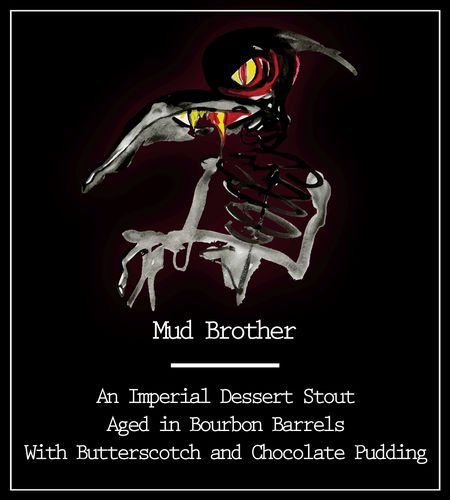 Mud Brother
An Imperial Dessert Stout
Aged in Bourbon Barrels
With Butterscotch and Chocolate Pudding